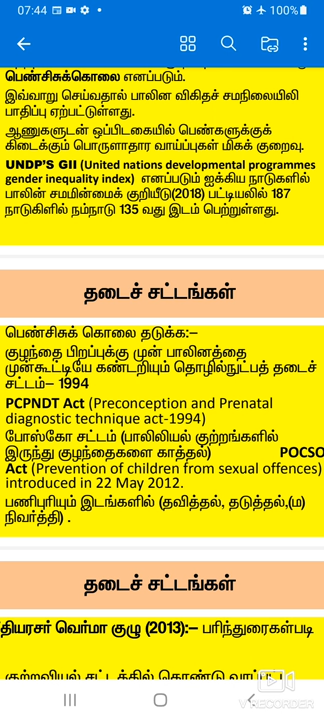 07:44
100%
பெண்சிசுக்கொலை எனப்படும்.
இவ்வாறு செய்வதால் பாலின விகிதச் சமநிலையிலி
பாதிப்பு ஏற்பட்டுள்ளது.
ஆணுகளுடன் ஒப்பிடகையில் பெண்களுக்குக்
கிடைக்கும் பொருளாதார வாய்ப்புகள் மிகக் குறைவு.
UNDP'S GII (United nations developmental programmes
gender inequality index) எனப்படும் ஐக்கிய நாடுகளில்
பாலின் சமமின்மைக் குறியீடு(2018) பட்டியலில் 187
நாடுகிளில் நம்நாடு 135 வது இடம் பெற்றுள்ளது.
தடைச் சட்டங்கள்
பெண்சிசுக் கொலை தடுக்க:–
குழந்தை பிறப்புக்கு முன் பாலினத்தை
முன்கூட்டியே கண்டறியும் தொழில்நுட்பத் தடைச்
சட்டம்– 1994
PCPNDT Act (Preconception and Prenatal
diagnostic technique act-1994)
போஸ்கோ சட்டம் (பாலிலியல் குற்றங்களில்
இருந்து குழந்தைகளை காத்தல்) POCSO
Act (Prevention of children from sexual offences)
introduced in 22 May 2012.
பணிபுரியும் இடங்களில் (தவித்தல், தடுத்தல்,(ம)
நிவர்த்தி) .
தடைச் சட்டங்கள்
தியரசர் வெர்மா குழு (2013):– பரிந்துரைகள்படி
V RECORDER